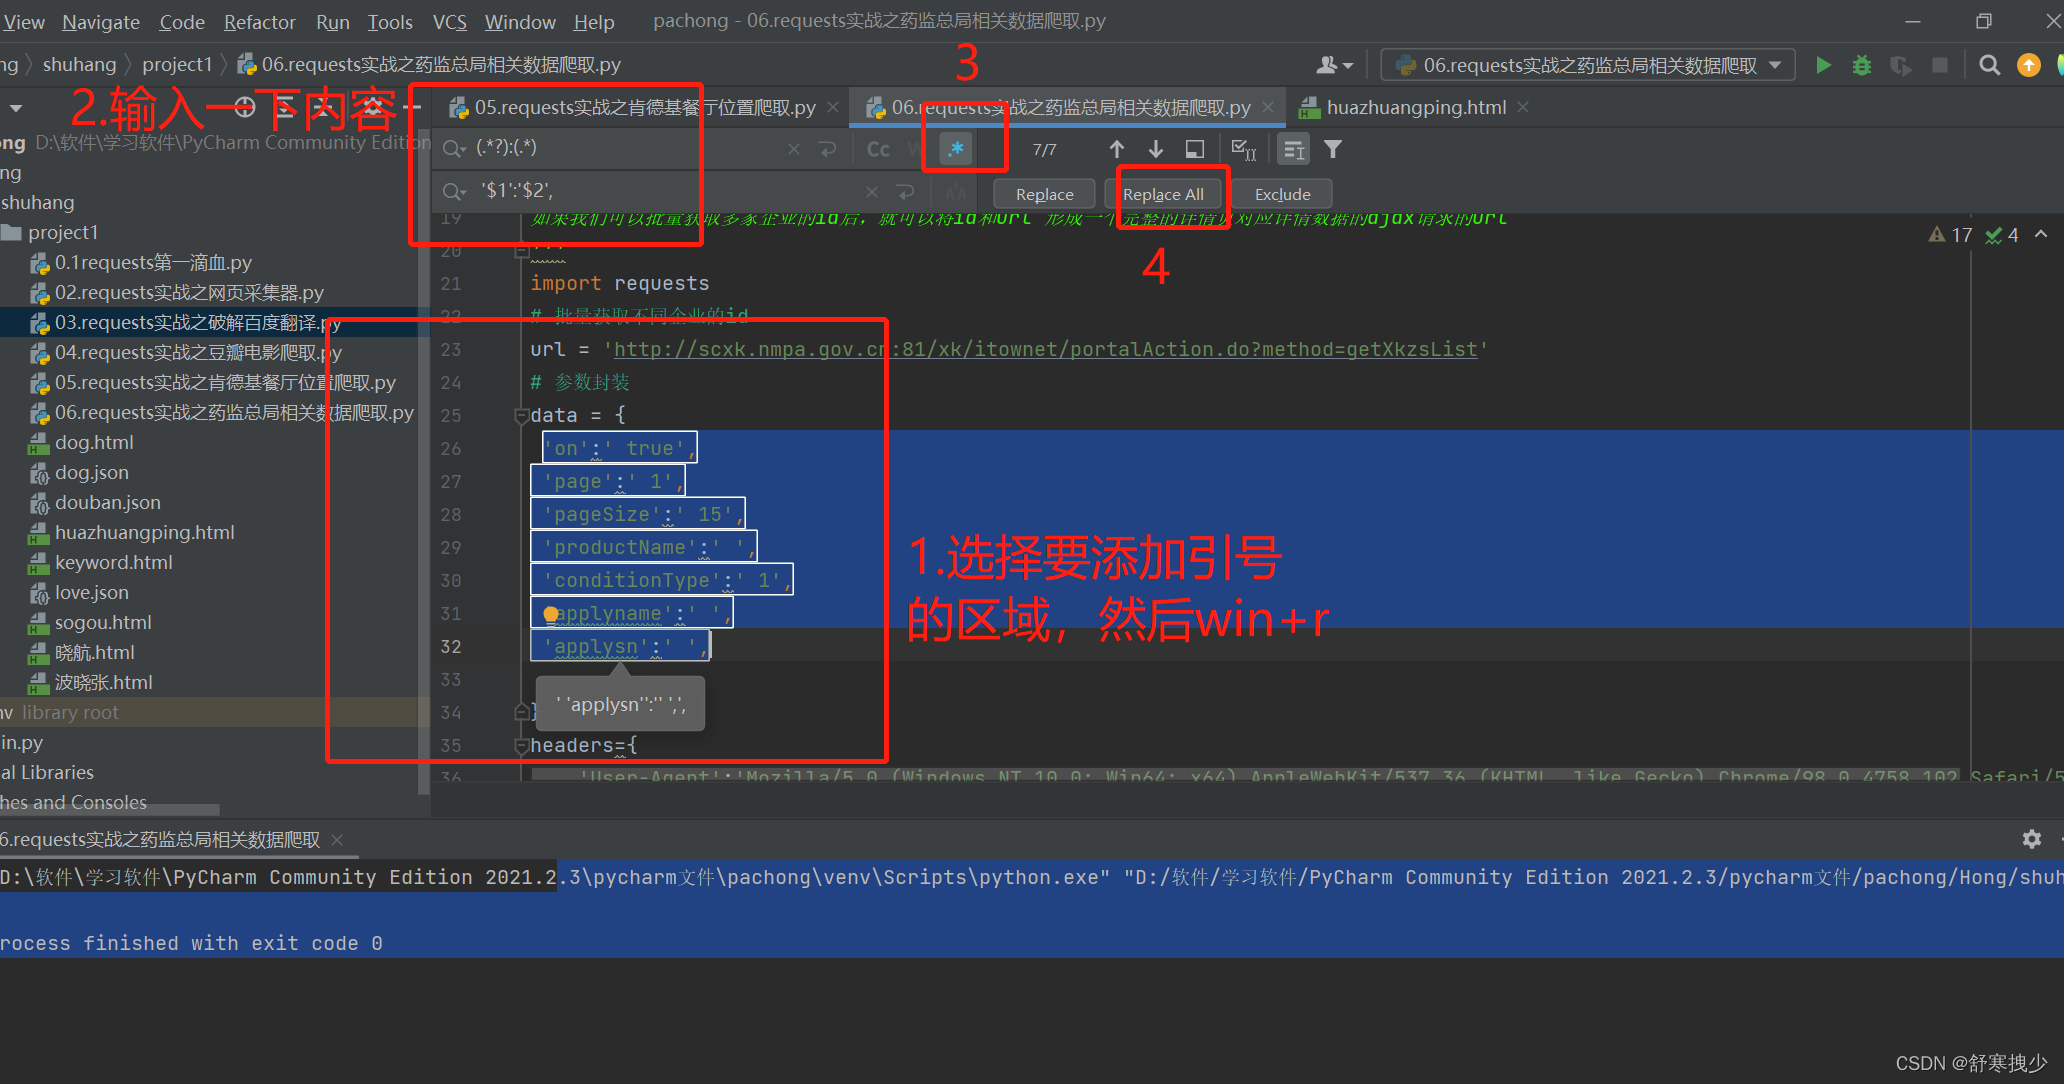 View Navigate Code Refactor Run Tools VCS Window Help pachong - 06.requests实战之药监总局相关数据爬取.py
ng shuhang project1 06.requests实战之药监总局相关数据爬取.py
3
06.requests实战之药监总局相关数据爬取
2.输入一下内容
05.requests实战之肯德基餐厅位置爬取.py
06.requests实战之药监总局相关数据爬取.py
huazhuangping.html
ong D:\软件\学习软件\PyCharm Community Edition
(.*?):(.*)
Cc W .* 7/7
'$1':'$2',
Replace Replace All Exclude
4
ng
shuhang
project1
0.1requests第一滴血.py
02.requests实战之网页采集器.py
03.requests实战之破解百度翻译.py
04.requests实战之豆瓣电影爬取.py
05.requests实战之肯德基餐厅位置爬取.py
06.requests实战之药监总局相关数据爬取.py
dog.html
dog.json
douban.json
huazhuangping.html
keyword.html
love.json
sogou.html
晓航.html
波晓张.html
nv library root
in.py
al Libraries
hes and Consoles
17 4
19 如果我们可以批量获取多家企业的id后，就可以将id和url 形成一个完整的详情页对应详情数据的ajax请求的url
20 '''
21 import requests
22 # 批量获取不同企业的id
23 url = 'http://scxk.nmpa.gov.cn:81/xk/itownet/portalAction.do?method=getXkzsList'
24 # 参数封装
25 data = {
26 'on':' true',
27 'page':' 1',
28 'pageSize':' 15',
29 'productName':' ',
30 'conditionType':' 1',
31 applyname':' ',
32 'applysn':' ',
33
34 }
35 headers={
36 'User-Agent':'Mozilla/5.0 (Windows NT 10.0; Win64; x64) AppleWebKit/537.36 (KHTML, like Gecko) Chrome/98.0.4758.102 Safari/5
' 'applysn'':'' ',',
1.选择要添加引号
的区域，然后win+r
6.requests实战之药监总局相关数据爬取
D:\软件\学习软件\PyCharm Community Edition 2021.2.3\pycharm文件\pachong\venv\Scripts\python.exe" "D:/软件/学习软件/PyCharm Community Edition 2021.2.3/pycharm文件/pachong/Hong/shuh
rocess finished with exit code 0
CSDN @舒寒拽少